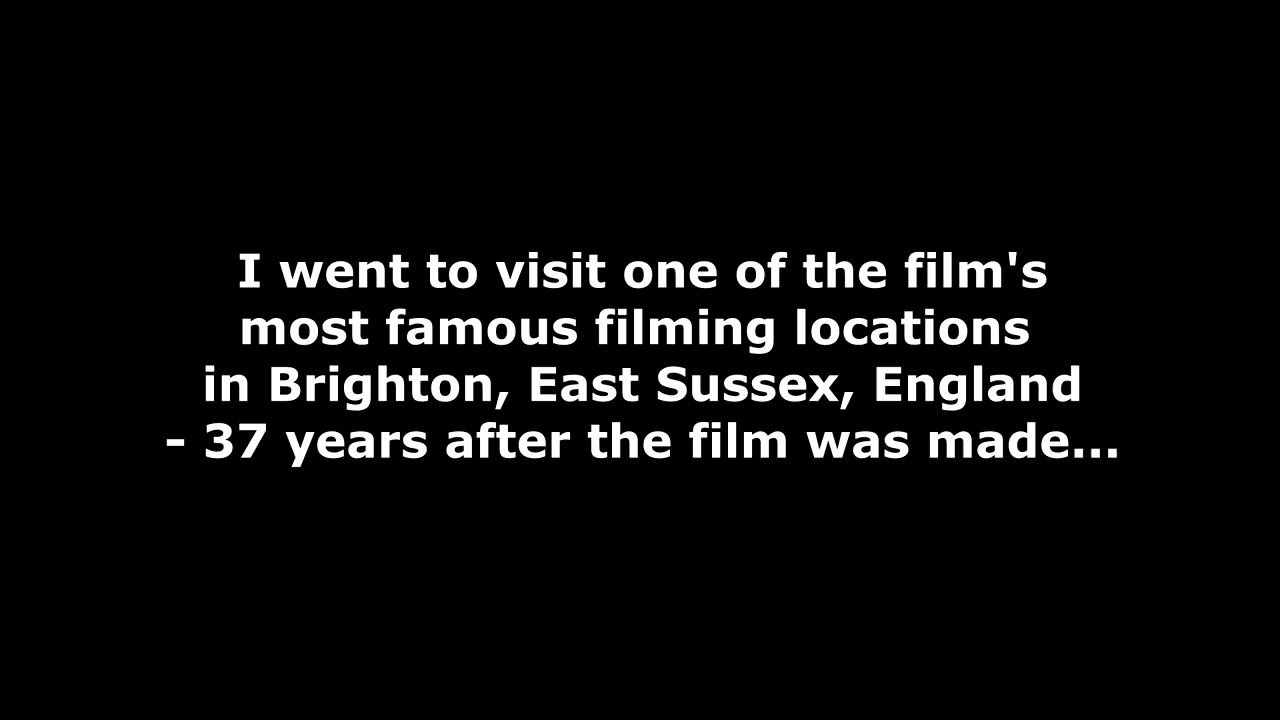 I went to visit one of the film's
most famous filming locations
in Brighton, East Sussex, England
- 37 years after the film was made...